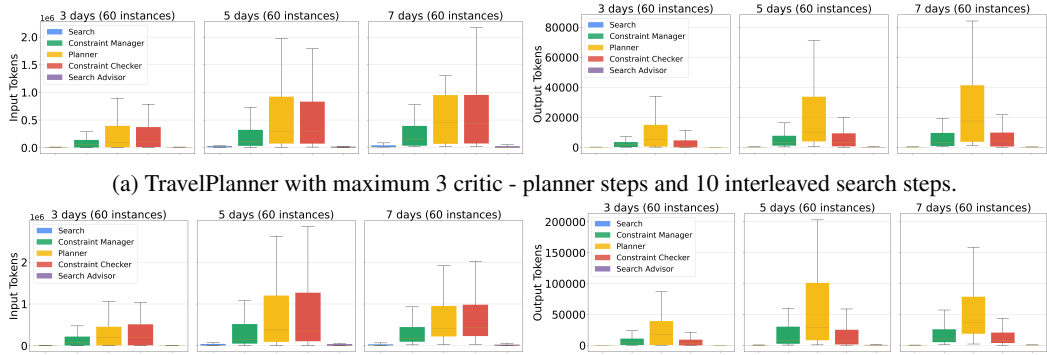 3 days (60 instances) 5 days (60 instances) 7 days (60 instances)
1e6
Input Tokens
2.0
1.5
1.0
0.5
0.0
Search
Constraint Manager
Planner
Constraint Checker
Search Advisor
3 days (60 instances) 5 days (60 instances) 7 days (60 instances)
Output Tokens
80000
60000
40000
20000
0
Search
Constraint Manager
Planner
Constraint Checker
Search Advisor
(a) TravelPlanner with maximum 3 critic - planner steps and 10 interleaved search steps.
3 days (60 instances) 5 days (60 instances) 7 days (60 instances)
1e6
Input Tokens
2
1
0
Search
Constraint Manager
Planner
Constraint Checker
Search Advisor
3 days (60 instances) 5 days (60 instances) 7 days (60 instances)
Output Tokens
200000
150000
100000
50000
0
Search
Constraint Manager
Planner
Constraint Checker
Search Advisor